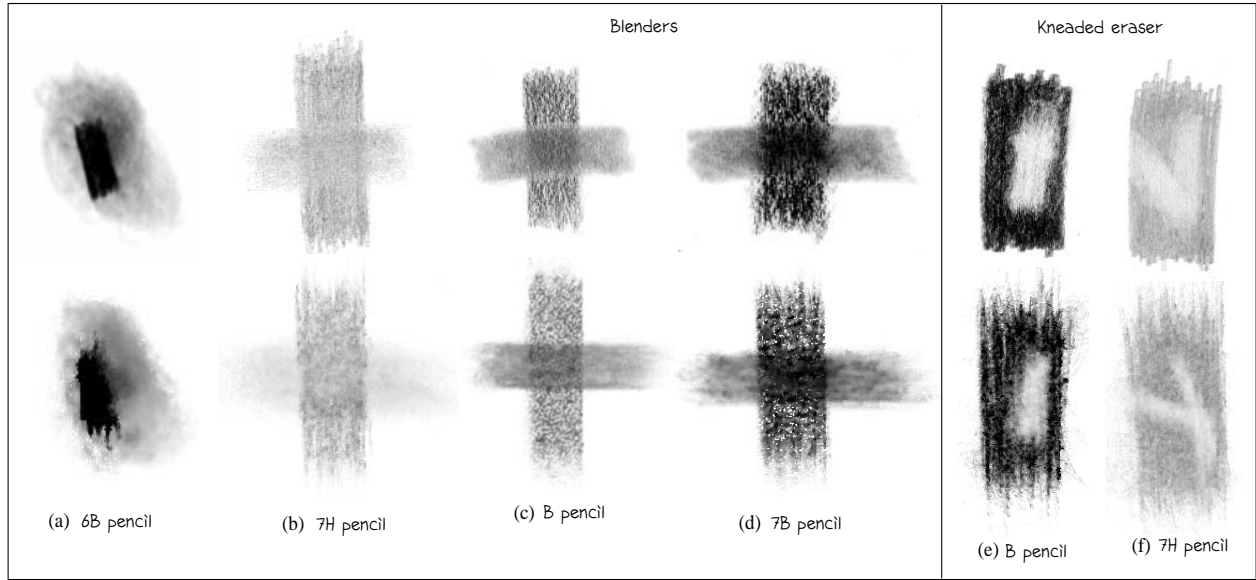 Blenders
Kneaded eraser
(a) 6B pencil
(b) 7H pencil
(c) B pencil
(d) 7B pencil
(e) B pencil
(f) 7H pencil